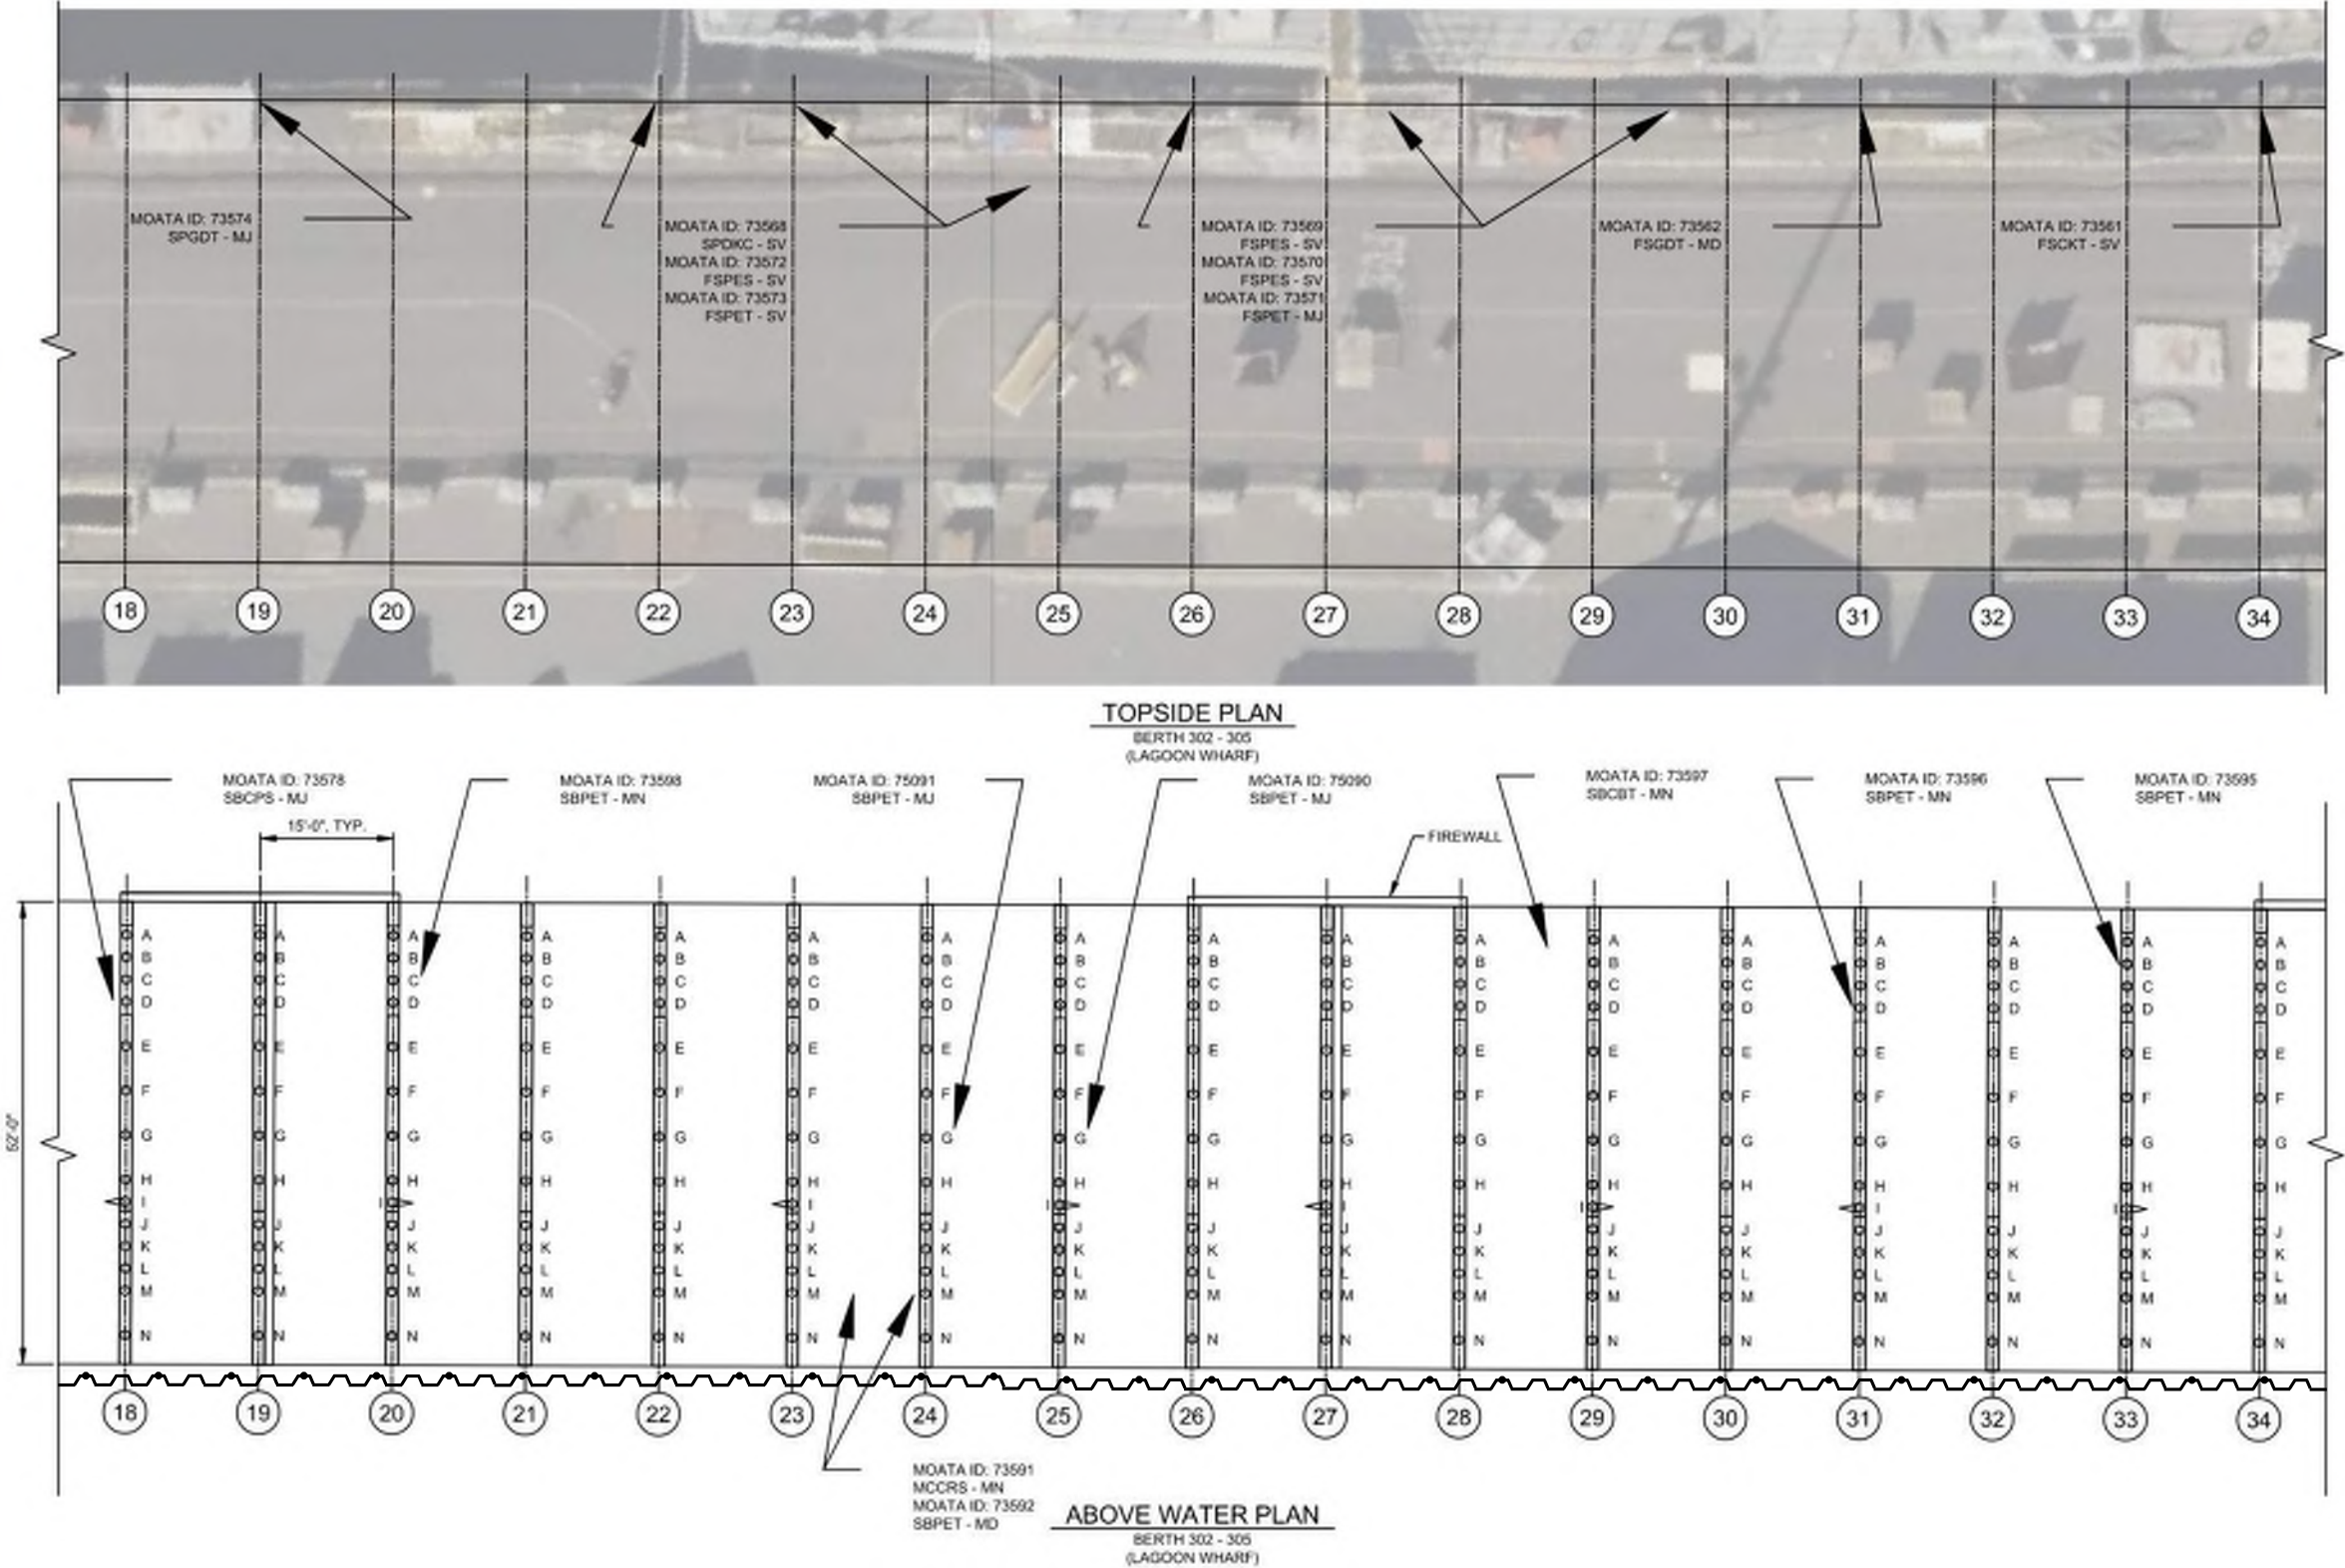 MOATA ID: 73574
SPGDT - MJ
MOATA ID: 73568
SPDKC - SV
MOATA ID: 73572
FSPES - SV
MOATA ID: 73573
FSPET - SV
MOATA ID: 73569
FSPES - SV
MOATA ID: 73570
FSPES - SV
MOATA ID: 73571
FSPET - MJ
MOATA ID: 73562
FSGDT - MD
MOATA ID: 73561
FSCKT - SV
18 19 20 21 22 23 24 25 26 27 28 29 30 31 32 33 34
TOPSIDE PLAN
BERTH 302 - 305
(LAGOON WHARF)
MOATA ID: 73578
SBCPS - MJ
MOATA ID: 73598
SBPET - MN
MOATA ID: 75091
SBPET - MJ
MOATA ID: 75090
SBPET - MJ
MOATA ID: 73597
SBCBT - MN
MOATA ID: 73596
SBPET - MN
MOATA ID: 73595
SBPET - MN
15'-0", TYP.
FIREWALL
52'-0"
A A A A A A A A A A A A A A A A A
B B B B B B B B B B B B B B B B B
C C C C C C C C C C C C C C C C C
D D D D D D D D D D D D D D D D D
E E E E E E E E E E E E E E E E E
F F F F F F F F F F F F F F F F F
G G G G G G G G G G G G G G G G G
H H H H H H H H H H H H H H H H H
I I I I I I I I
J J J J J J J J J J J J J J J J J
K K K K K K K K K K K K K K K K K
L L L L L L L L L L L L L L L L L
M M M M M M M M M M M M M M M M M
N N N N N N N N N N N N N N N N N
18 19 20 21 22 23 24 25 26 27 28 29 30 31 32 33 34
MOATA ID: 73591
MCCRS - MN
MOATA ID: 73592
SBPET - MD
ABOVE WATER PLAN
BERTH 302 - 305
(LAGOON WHARF)